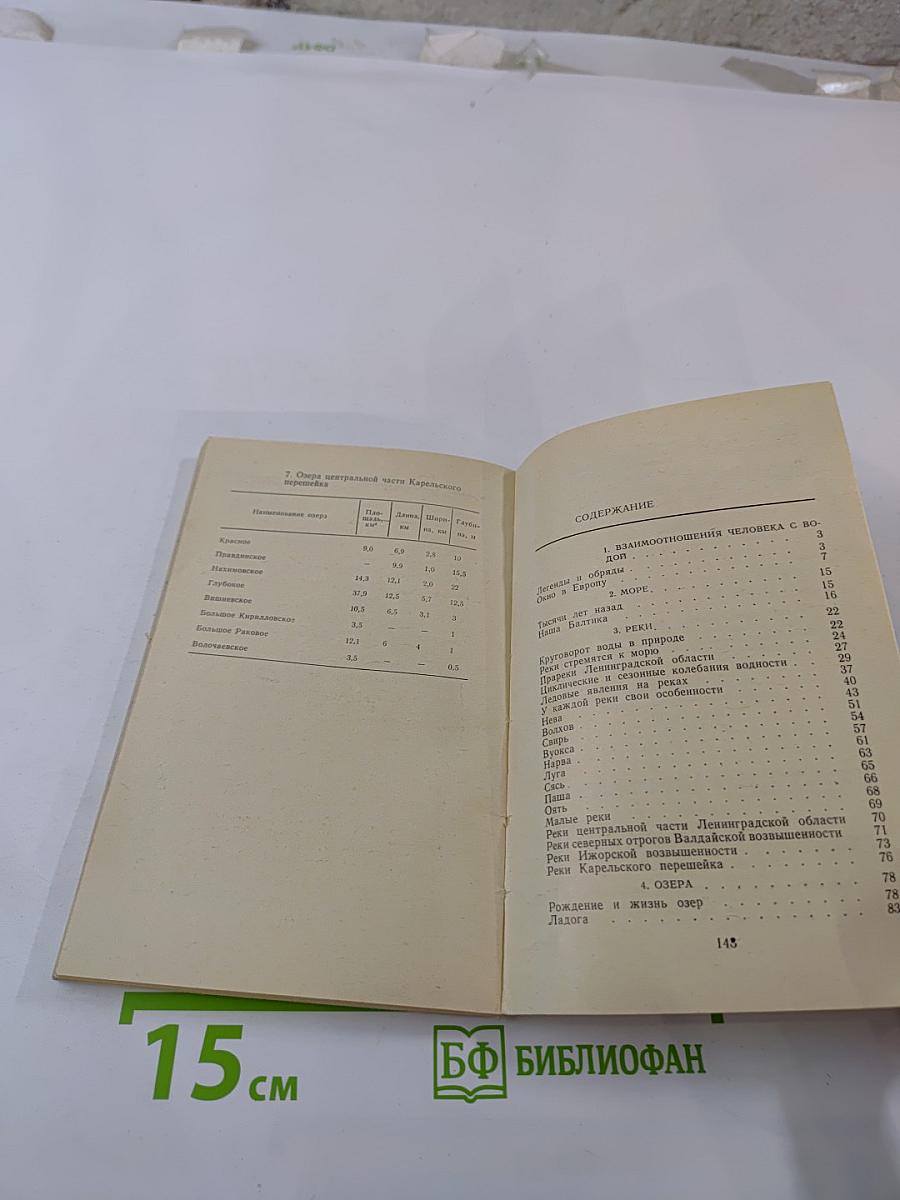 7. Озера центральной части Карельского
перешейка
Наименование озера Пло-щадь, км² Длина, км Шири-на, км Глуби-на, м
Красное 9,0 6,9 2,8 10
Правдинское — 9,9 1,6 15,5
Нахимовское 14,3 12,1 2,0 22
Глубокое 37,9 12,5 5,7 12,5
Вишневское 10,5 6,5 3,1 3
Большое Кирилловское 3,5 — — 1
Большое Раковое 12,1 6 4 1
Волочаевское 3,5 — — 0,5
СОДЕРЖАНИЕ
1. ВЗАИМООТНОШЕНИЯ ЧЕЛОВЕКА С ВО-
ДОЙ . . . . . . . . . . 3
Легенды и обряды . . . . . . . . . . 3
Окно в Европу . . . . . . . . . . 7
2. МОРЕ . . . . . . . . . . 15
Тысячи лет назад . . . . . . . . . . 15
Наша Балтика . . . . . . . . . . 16
3. РЕКИ . . . . . . . . . . 22
Круговорот воды в природе . . . . . . . . 22
Реки стремятся к морю . . . . . . . . 24
Прареки Ленинградской области . . . . . . 27
Циклические и сезонные колебания водности . 29
Ледовые явления на реках . . . . . . . 37
У каждой реки свои особенности . . . . . . 40
Нева . . . . . . . . . . 43
Волхов . . . . . . . . . . 51
Свирь . . . . . . . . . . 54
Вуокса . . . . . . . . . . 57
Нарва . . . . . . . . . . 61
Луга . . . . . . . . . . 63
Сясь . . . . . . . . . . 65
Паша . . . . . . . . . . 66
Оять . . . . . . . . . . 68
Малые реки . . . . . . . . . . 69
Реки центральной части Ленинградской области 70
Реки северных отрогов Валдайской возвышенности 71
Реки Ижорской возвышенности . . . . . . 73
Реки Карельского перешейка . . . . . . . 76
4. ОЗЕРА . . . . . . . . . . 78
Рождение и жизнь озер . . . . . . . . 78
Ладога . . . . . . . . . . 83
143
15 см
БФ БИБЛИОФАН